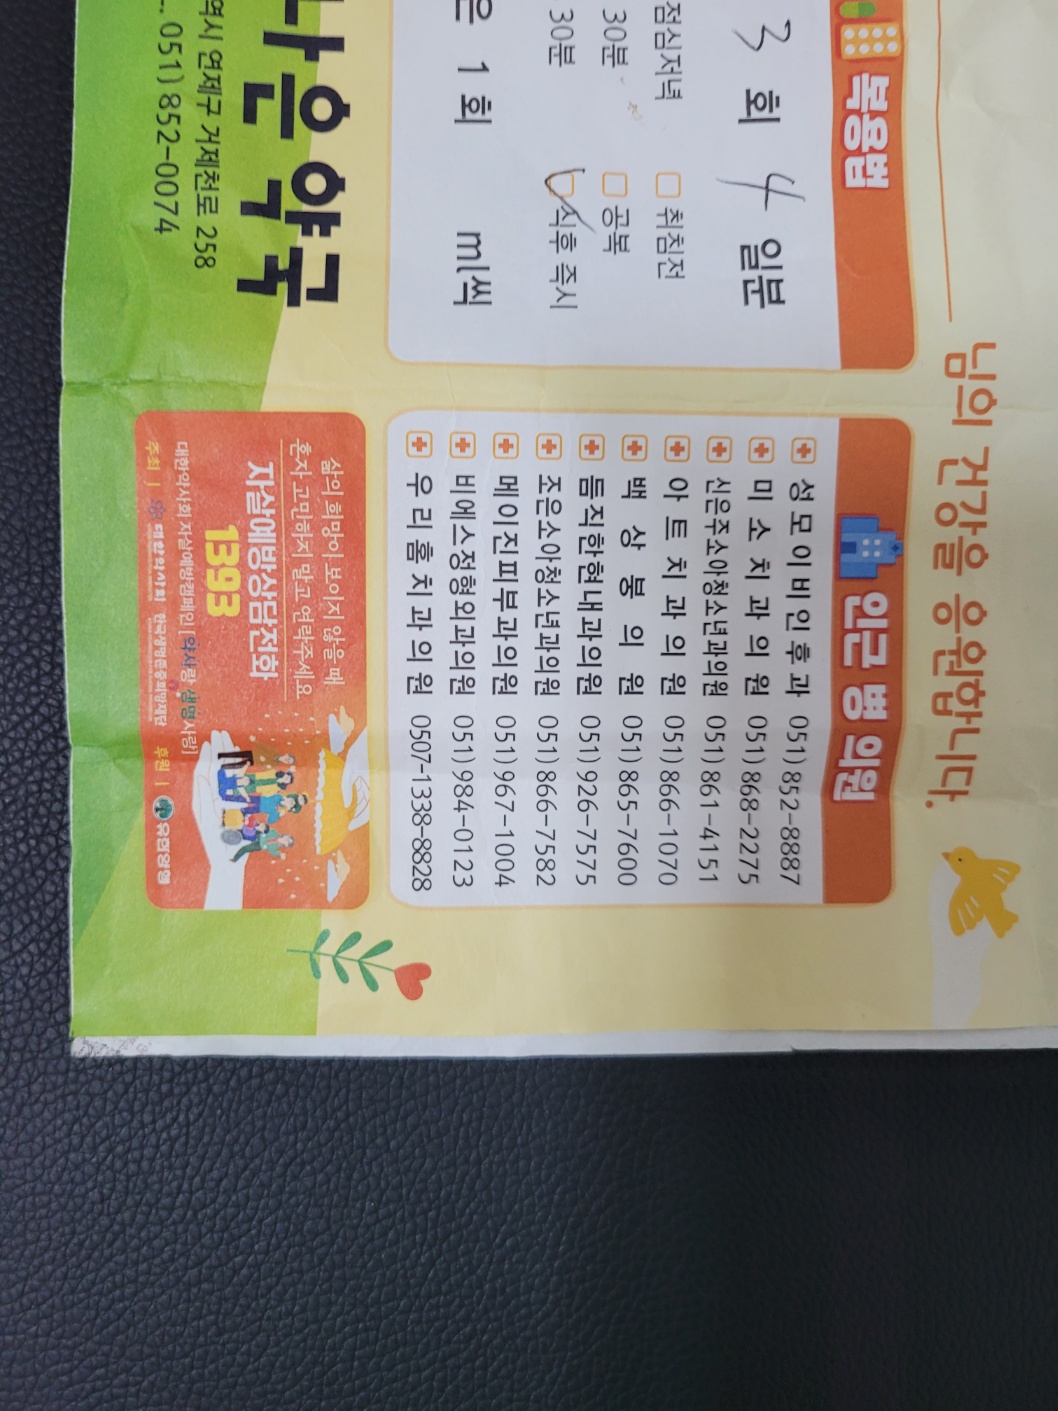 님의 건강을 응원합니다.
복용법
3 회 4 일분
점심저녁 취침전
30분 공복
30분 식후 즉시
은 1 회 ml씩
인근 병 의원
성모이비인후과 051)852-8887
미소치과의원 051)868-2275
신은주소아청소년과의원 051)861-4151
아트치과의원 051)866-1070
백상붕의원 051)865-7600
듬직한현내과의원 051)926-7575
조은소아청소년과의원 051)866-7582
메이진피부과의원 051)967-1004
비에스정형외과의원 051)984-0123
우리홈치과의원 0507-1338-8828
은약국
역시 연제구 거제천로 258
051)852-0074
삶의 희망이 보이지 않을 때
혼자 고민하지 말고 연락주세요
자살예방상담전화
1393
대한약사회 자살예방캠페인 [약사랑 생명사랑]
주최 | 대한약사회 한국생명존중희망재단 후원 | 유한양행